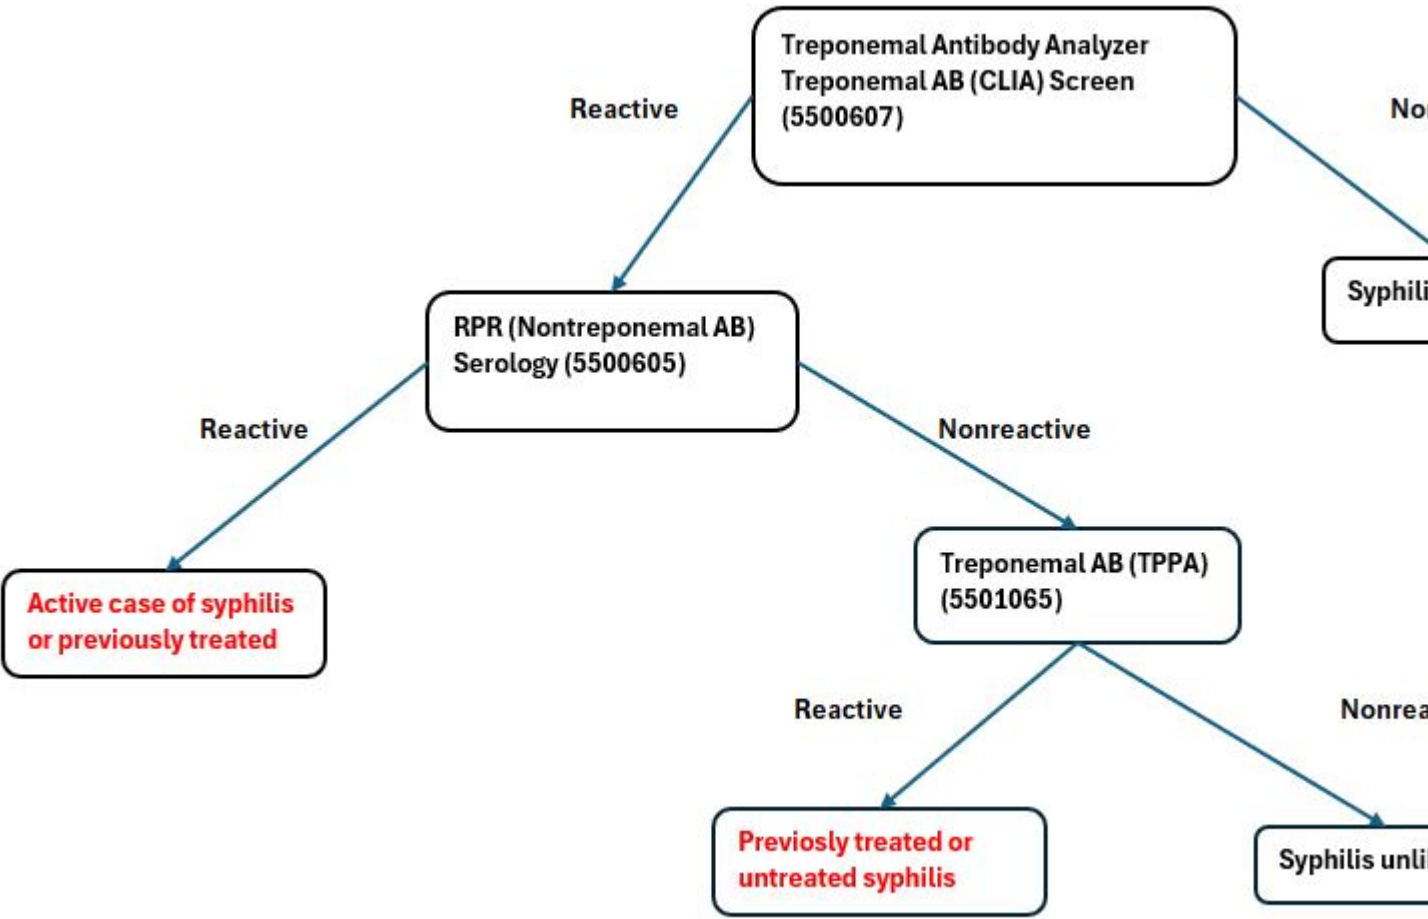 Treponemal Antibody Analyzer
Treponemal AB (CLIA) Screen
(5500607)
Reactive
RPR (Nontreponemal AB)
Serology (5500605)
Reactive
Nonreactive
Active case of syphilis
or previously treated
Treponemal AB (TPPA)
(5501065)
Reactive
Previosly treated or
untreated syphilis
Syphilis